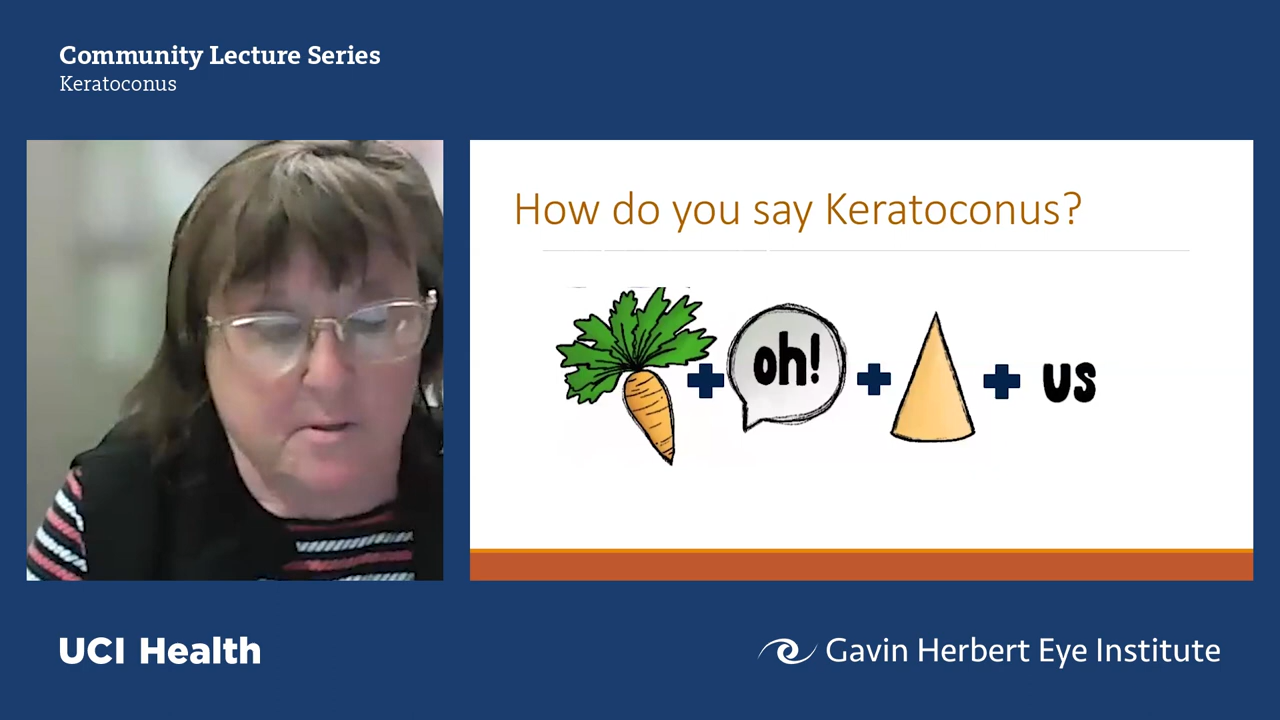 Community Lecture Series
Keratoconus
How do you say Keratoconus?
oh!
us
UCI Health
Gavin Herbert Eye Institute